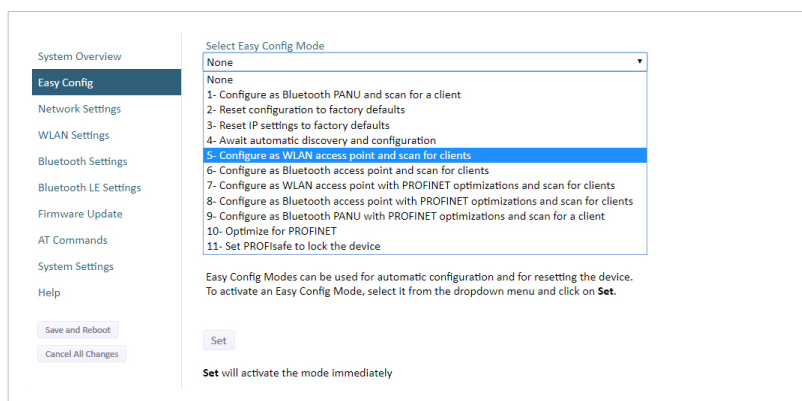 System Overview
Easy Config
Network Settings
WLAN Settings
Bluetooth Settings
Bluetooth LE Settings
Firmware Update
AT Commands
System Settings
Help
Save and Reboot
Cancel All Changes
Select Easy Config Mode
None
None
1- Configure as Bluetooth PANU and scan for a client
2- Reset configuration to factory defaults
3- Reset IP settings to factory defaults
4- Await automatic discovery and configuration
5- Configure as WLAN access point and scan for clients
6- Configure as Bluetooth access point and scan for clients
7- Configure as WLAN access point with PROFINET optimizations and scan for clients
8- Configure as Bluetooth access point with PROFINET optimizations and scan for clients
9- Configure as Bluetooth PANU with PROFINET optimizations and scan for a client
10- Optimize for PROFINET
11- Set PROFIsafe to lock the device
Easy Config Modes can be used for automatic configuration and for resetting the device.
To activate an Easy Config Mode, select it from the dropdown menu and click on Set.
Set
Set will activate the mode immediately